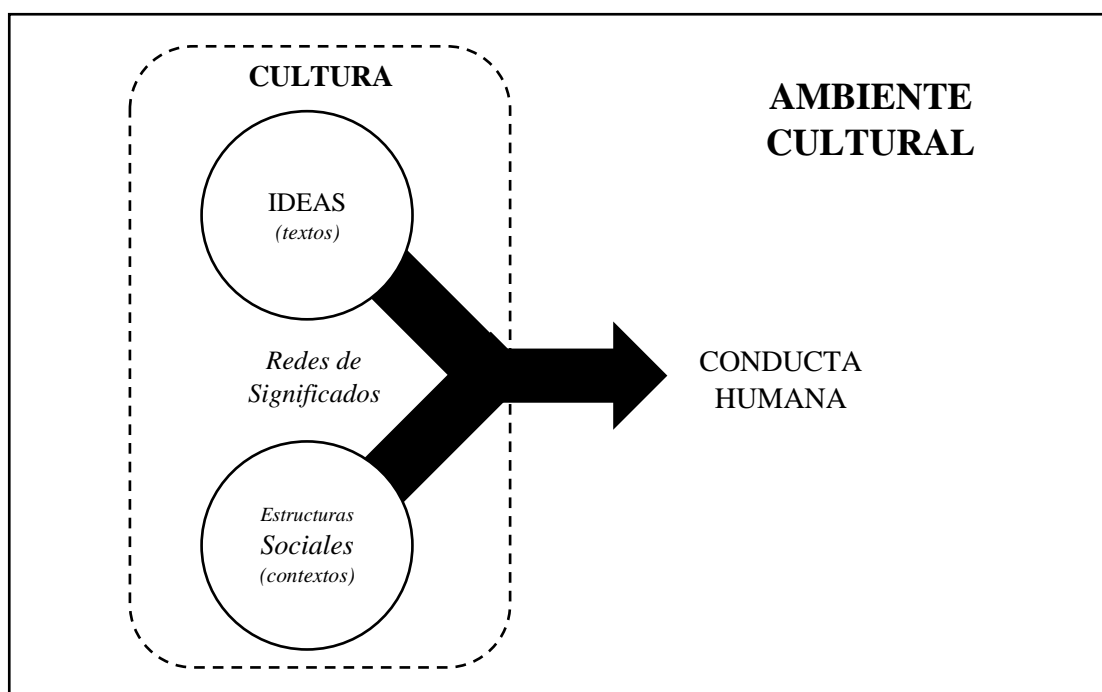 CULTURA
AMBIENTE
CULTURAL
IDEAS
(textos)
Redes de
Significados
CONDUCTA
HUMANA
Estructuras
Sociales
(contextos)